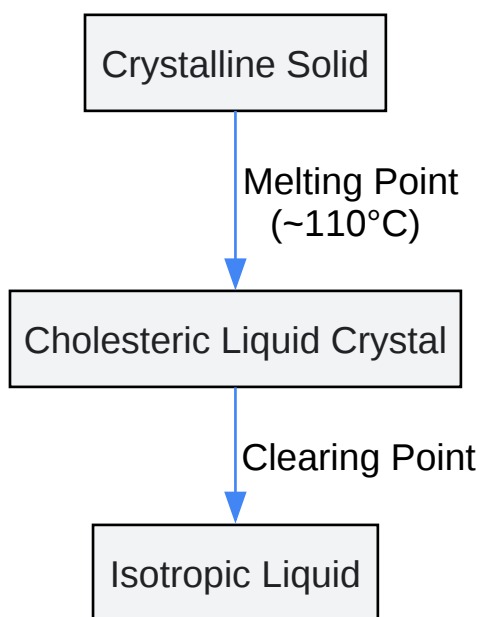 Crystalline Solid
Melting Point
(~110°C)
Cholesteric Liquid Crystal
Clearing Point
Isotropic Liquid